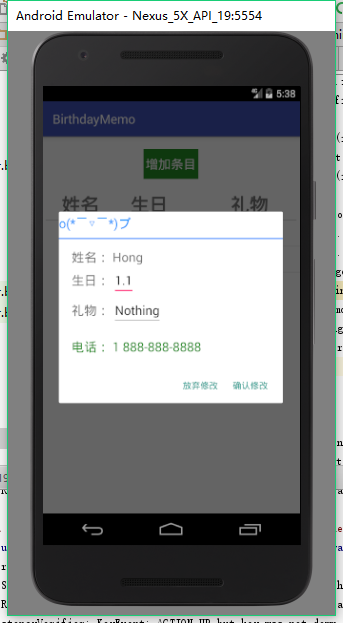 Android Emulator - Nexus_5X_API_19:5554
4G 5:38
BirthdayMemo
增加条目
姓名 生日 礼物
o(*￣▽￣*)ブ
姓名： Hong
生日： 1.1
礼物： Nothing
电话： 1 888-888-8888
放弃修改 确认修改